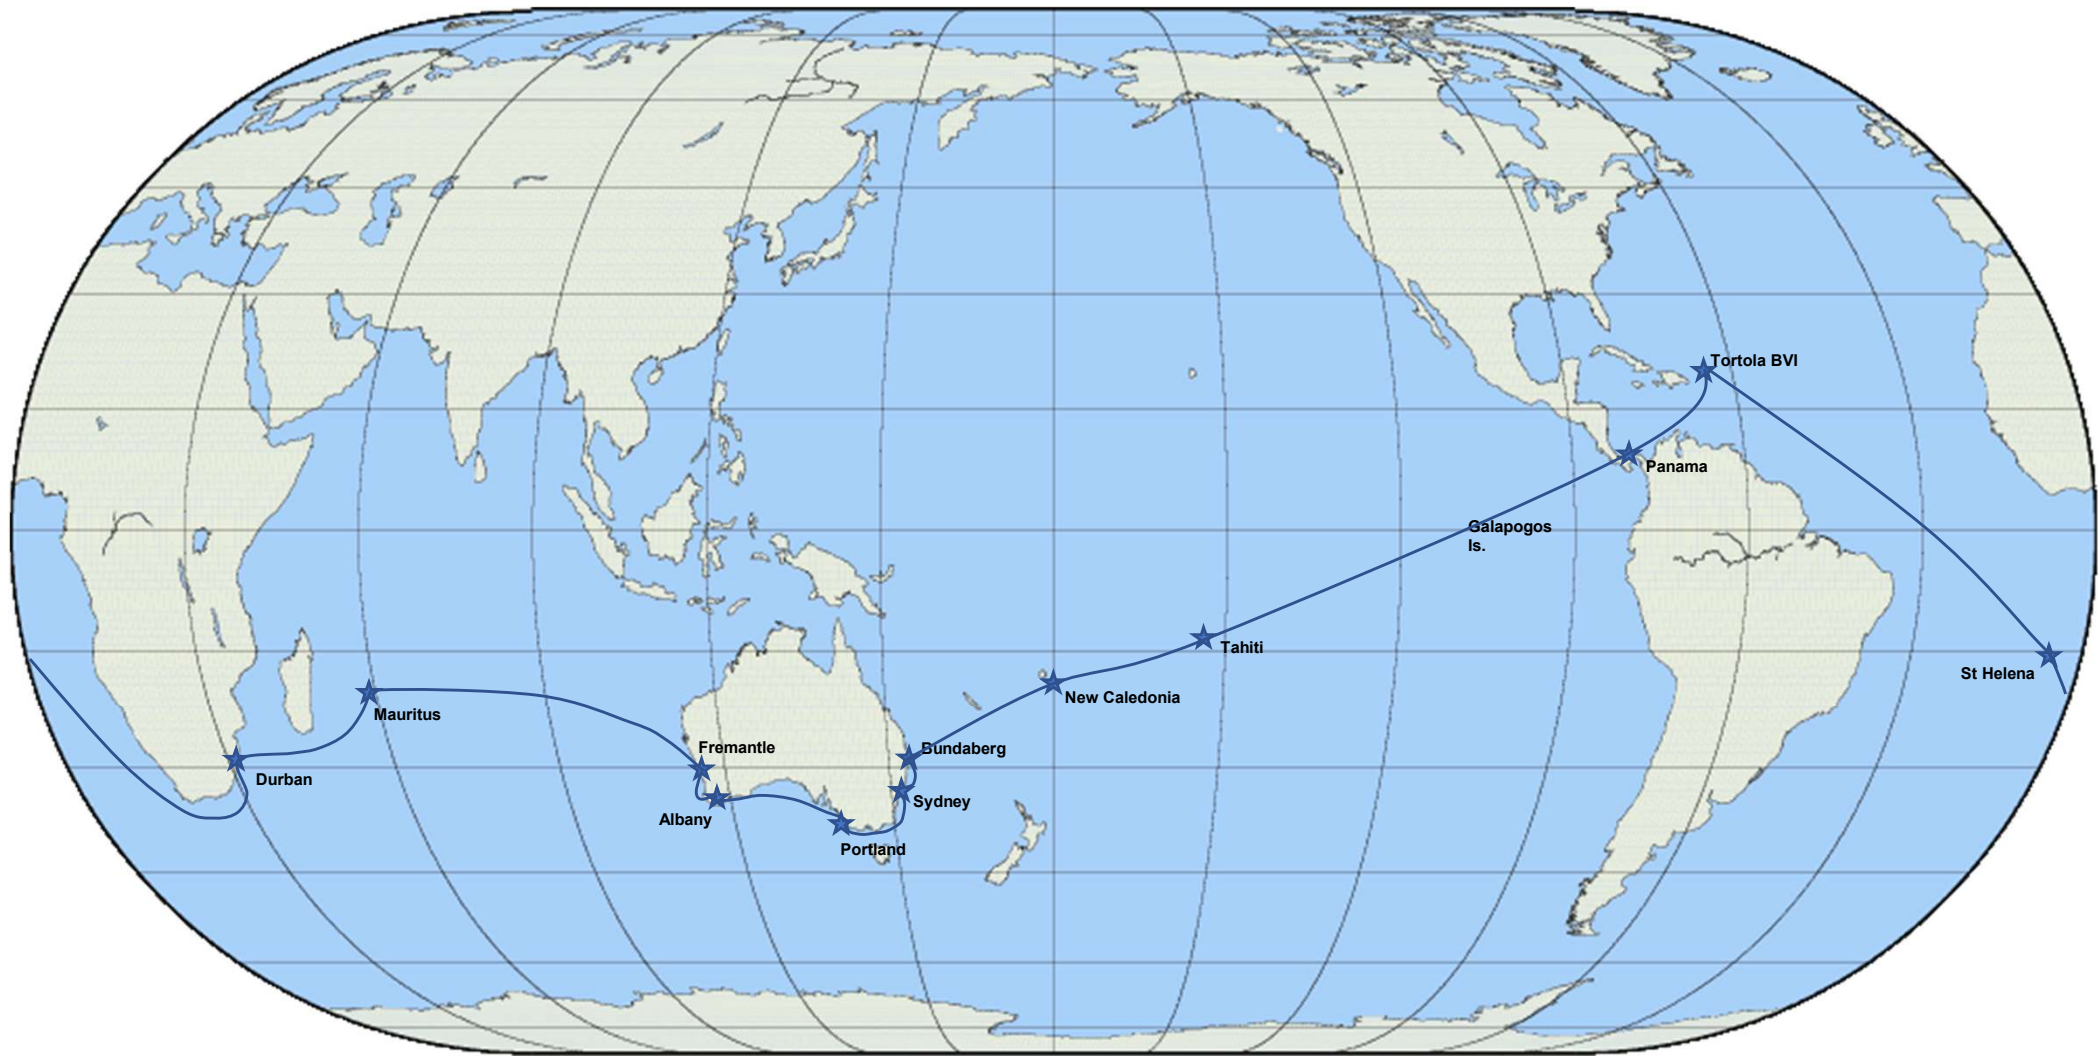 Tortola BVI
Panama
Galapogos
Is.
Tahiti
St Helena
New Caledonia
Mauritus
Fremantle
Bundaberg
Durban
Sydney
Albany
Portland